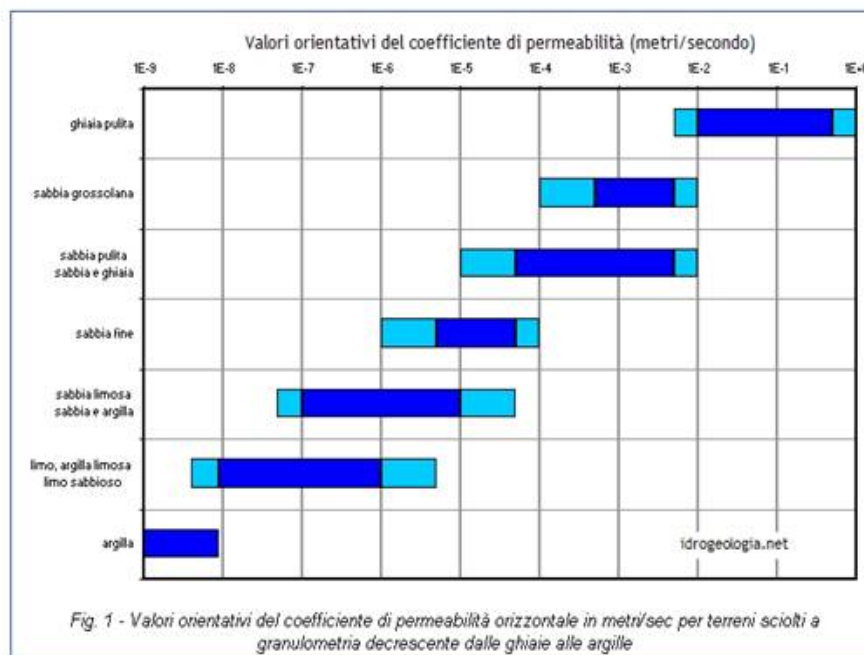 Valori orientativi del coefficiente di permeabilità (metri/secondo)
1E-9 1E-8 1E-7 1E-6 1E-5 1E-4 1E-3 1E-2 1E-1 1E+0
ghiaia pulita
sabbia grossolana
sabbia pulita
sabbia e ghiaia
sabbia fine
sabbia limosa
sabbia e argilla
limo, argilla limosa
limo sabbioso
argilla
idrogeologia.net
Fig. 1 - Valori orientativi del coefficiente di permeabilità orizzontale in metri/sec per terreni sciolti a
granulometria decrescente dalle ghiaie alle argille